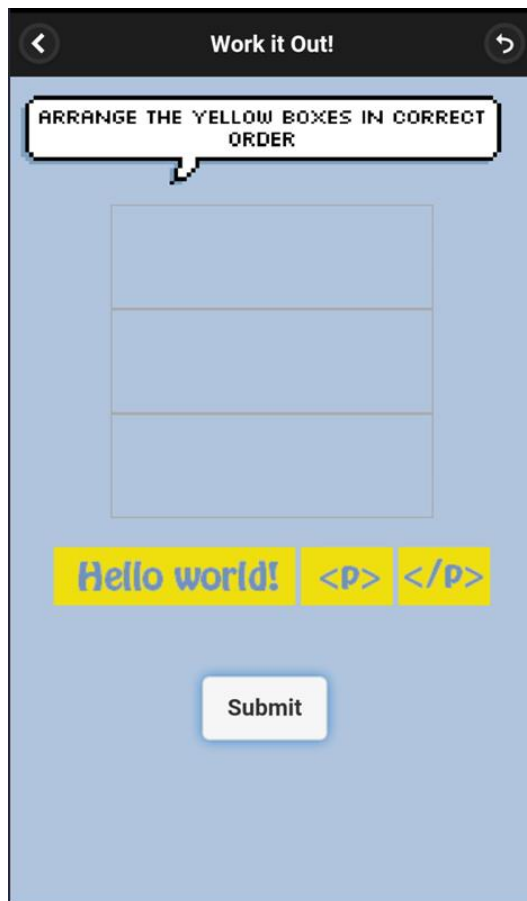 Work it Out!
ARRANGE THE YELLOW BOXES IN CORRECT
ORDER
Hello world! <p> </p>
Submit